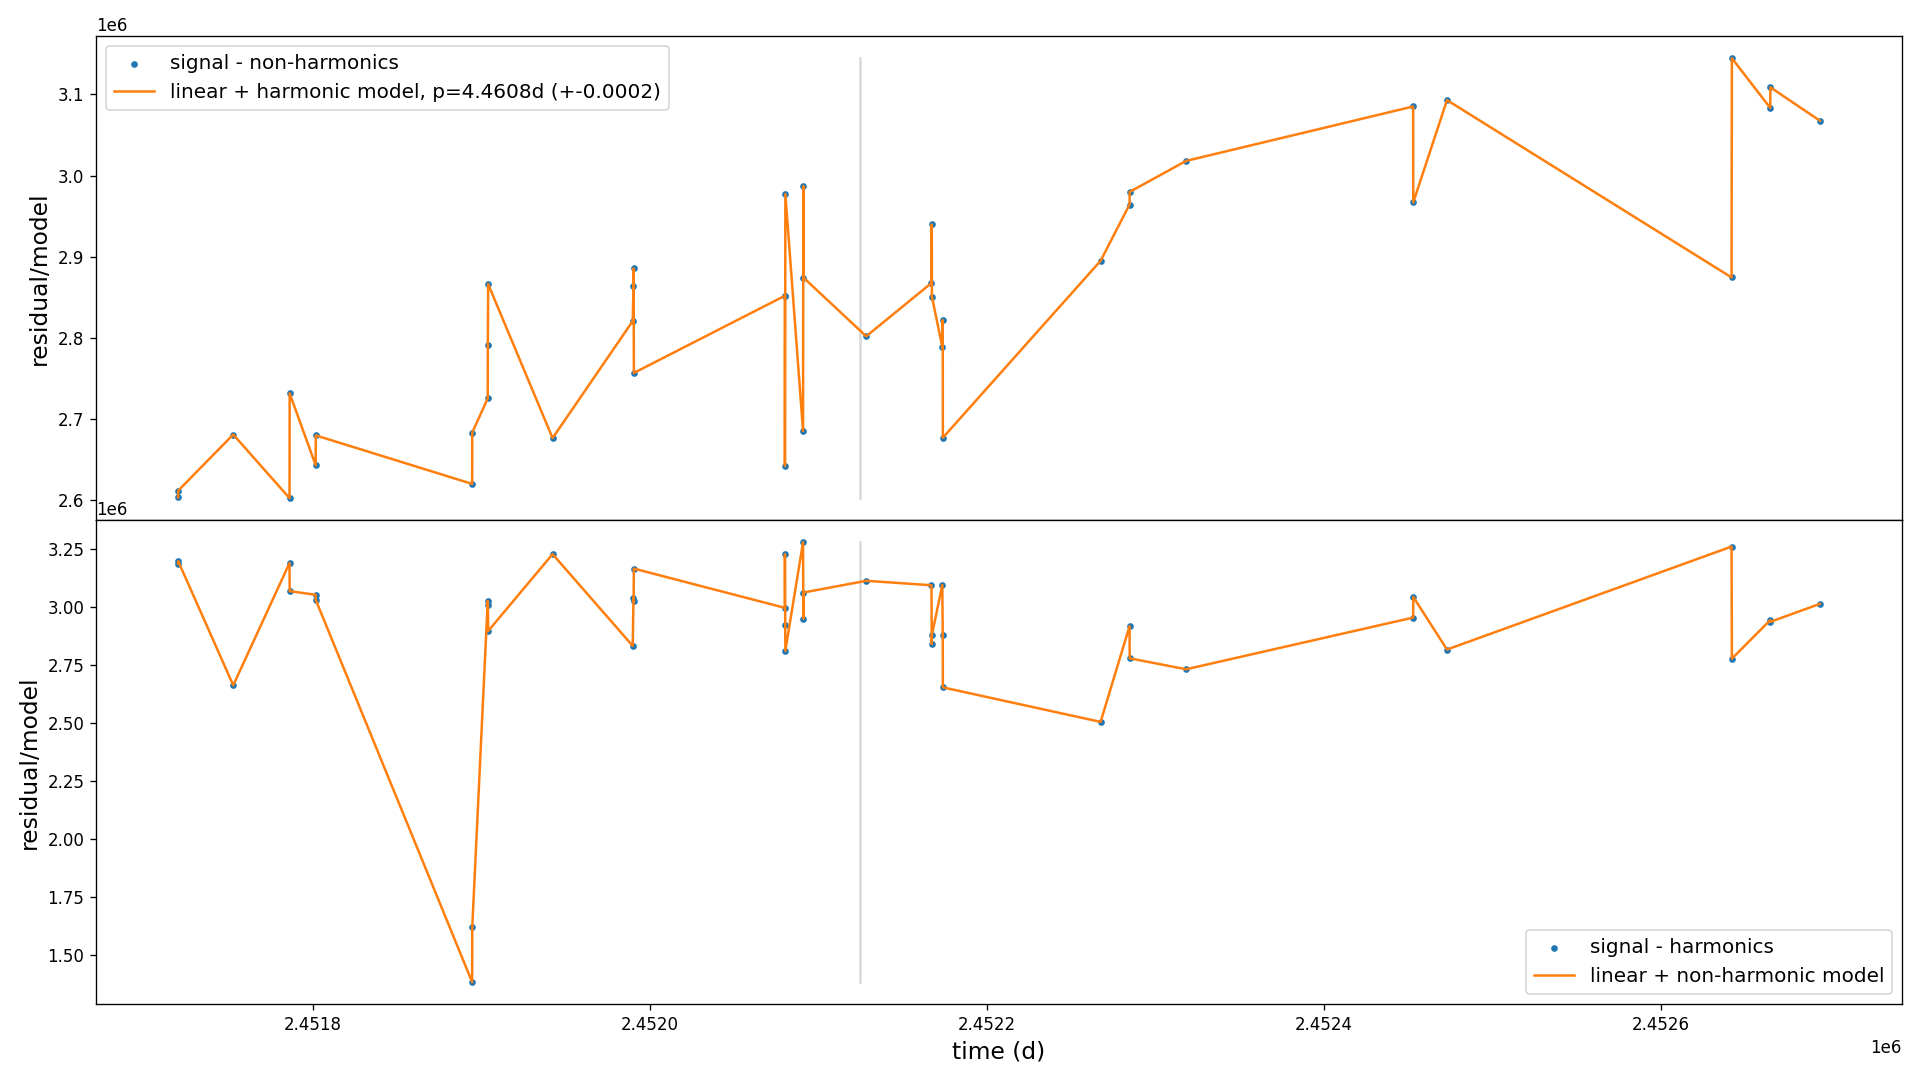 1e6
signal - non-harmonics
linear + harmonic model, p=4.4608d (+-0.0002)
3.1
3.0
2.9
2.8
2.7
2.6
residual/model
1e6
3.25
3.00
2.75
2.50
2.25
2.00
1.75
1.50
residual/model
signal - harmonics
linear + non-harmonic model
2.4518
2.4520
2.4522
2.4524
2.4526
time (d)
1e6